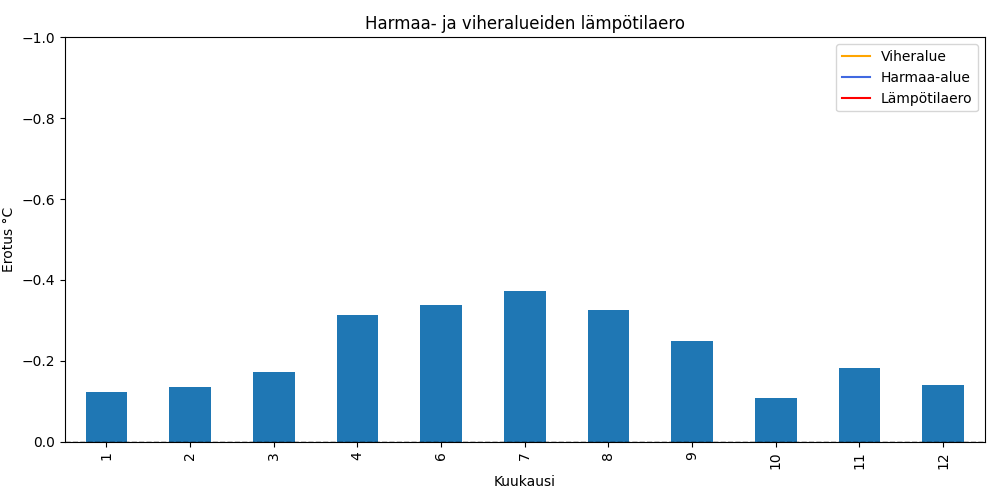 Harmaa- ja viheralueiden lämpötilaero
−1.0
−0.8
−0.6
−0.4
−0.2
0.0
Erotus °C
Viheralue
Harmaa-alue
Lämpötilaero
1 2 3 4 6 7 8 9 10 11 12
Kuukausi